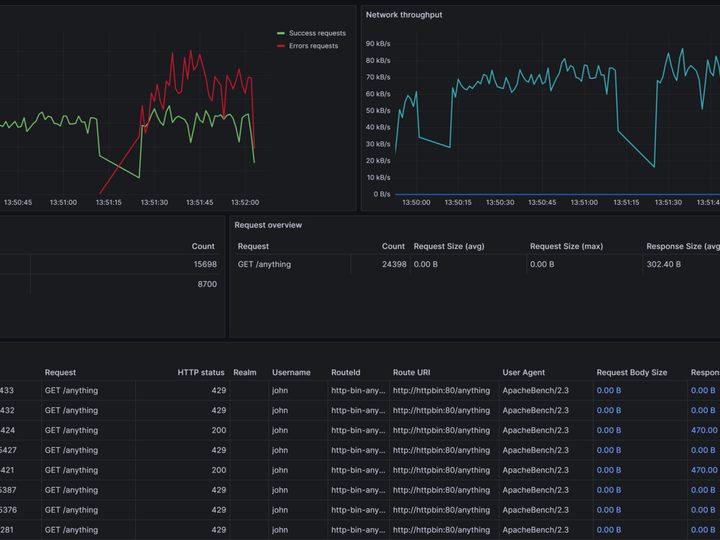 Success requests
Errors requests
13:50:45 13:51:00 13:51:15 13:51:30 13:51:45 13:52:00
Network throughput
90 kB/s
80 kB/s
70 kB/s
60 kB/s
50 kB/s
40 kB/s
30 kB/s
20 kB/s
10 kB/s
0 B/s
13:50:00 13:50:15 13:50:30 13:50:45 13:51:00 13:51:15 13:51:30 13:51:4
Count
15698
8700
Request overview
Request Count Request Size (avg) Request Size (max) Response Size (avg
GET /anything 24398 0.00 B 0.00 B 302.40 B
Request HTTP status Realm Username RouteId Route URI User Agent Request Body Size Respon
433 GET /anything 429 john http-bin-any... http://httpbin:80/anything ApacheBench/2.3 0.00 B 0.00 B
432 GET /anything 429 john http-bin-any... http://httpbin:80/anything ApacheBench/2.3 0.00 B 0.00 B
424 GET /anything 200 john http-bin-any... http://httpbin:80/anything ApacheBench/2.3 0.00 B 470.00
5427 GET /anything 429 john http-bin-any... http://httpbin:80/anything ApacheBench/2.3 0.00 B 0.00 B
421 GET /anything 200 john http-bin-any... http://httpbin:80/anything ApacheBench/2.3 0.00 B 470.00
5387 GET /anything 429 john http-bin-any... http://httpbin:80/anything ApacheBench/2.3 0.00 B 0.00 B
5376 GET /anything 429 john http-bin-any... http://httpbin:80/anything ApacheBench/2.3 0.00 B 0.00 B
281 GET /anything 429 john http-bin-any... http://httpbin:80/anything ApacheBench/2.3 0.00 B 0.00 B